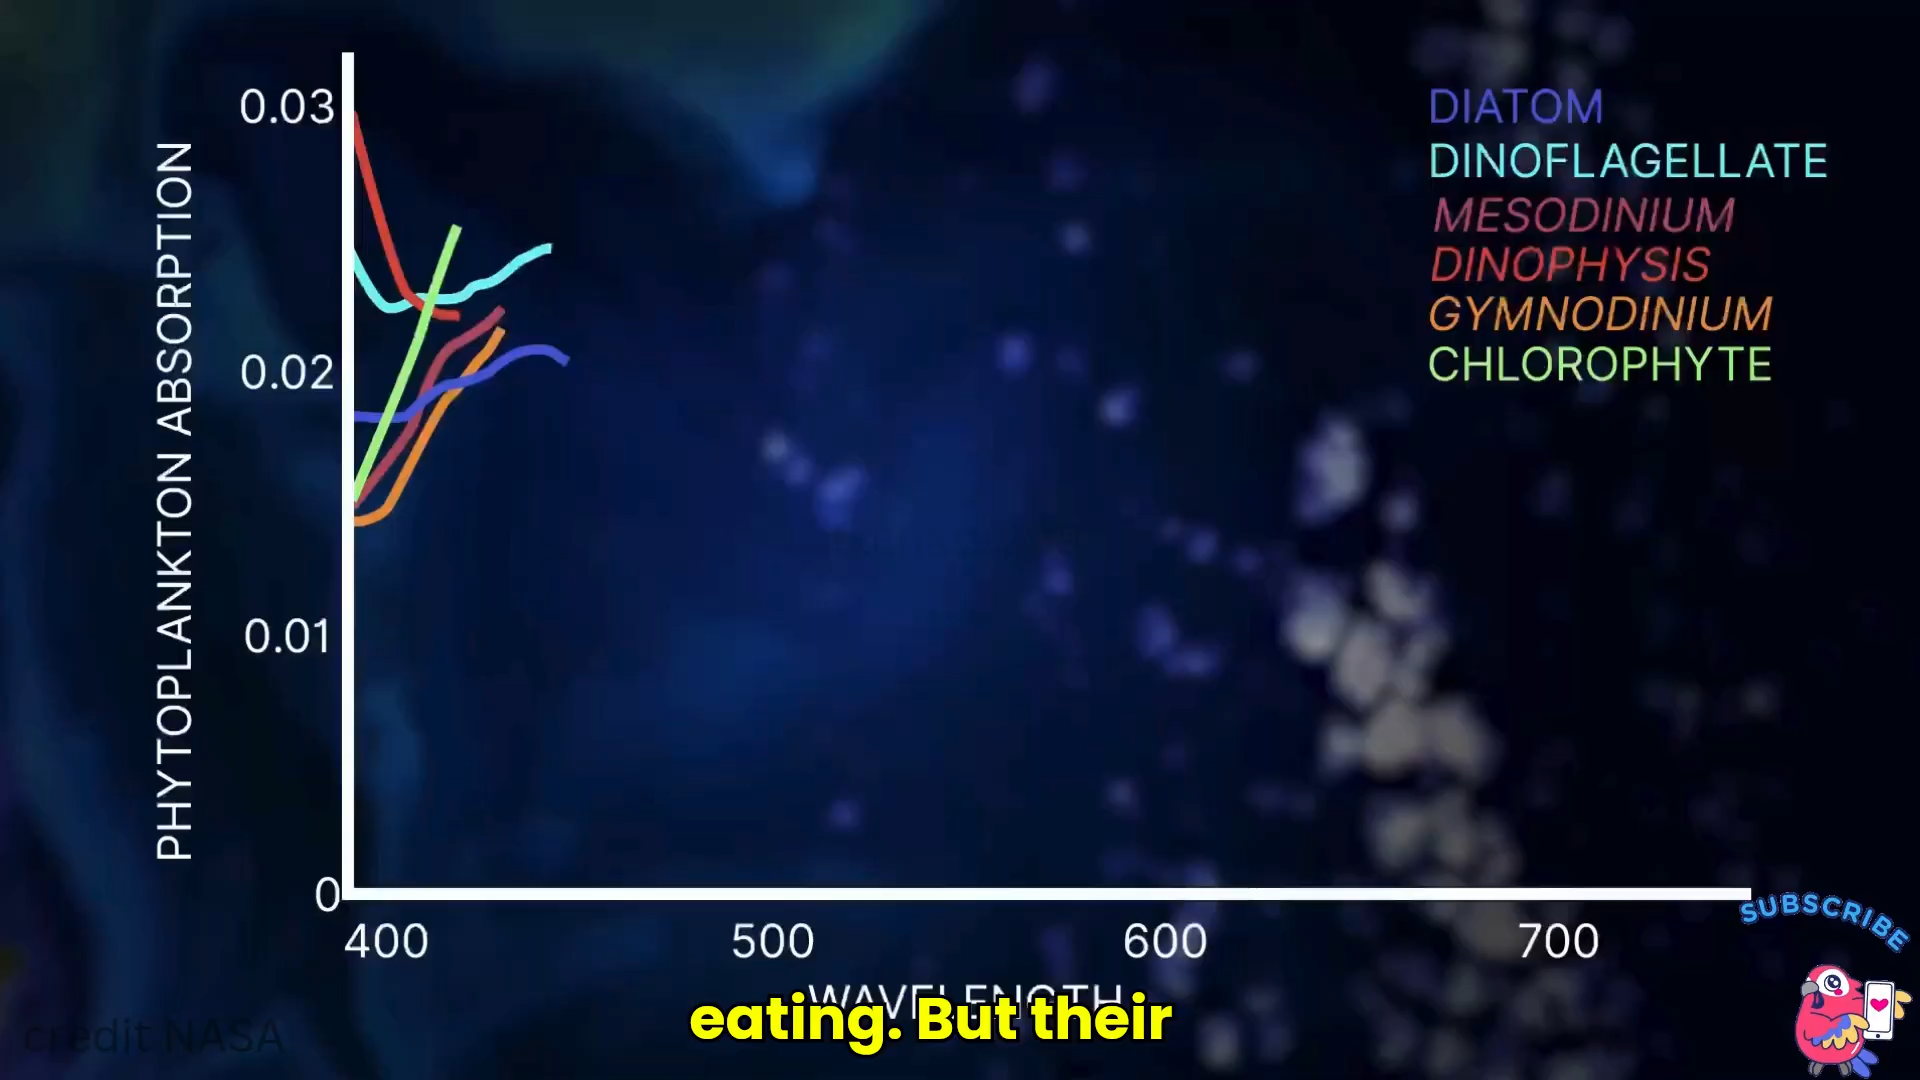 PHYTOPLANKTON ABSORPTION
0.03
0.02
0.01
0
400
500
600
700
WAVELENGTH
DIATOM
DINOFLAGELLATE
MESODINIUM
DINOPHYSIS
GYMNODINIUM
CHLOROPHYTE
eating. But their
credit NASA
SUBSCRIBE